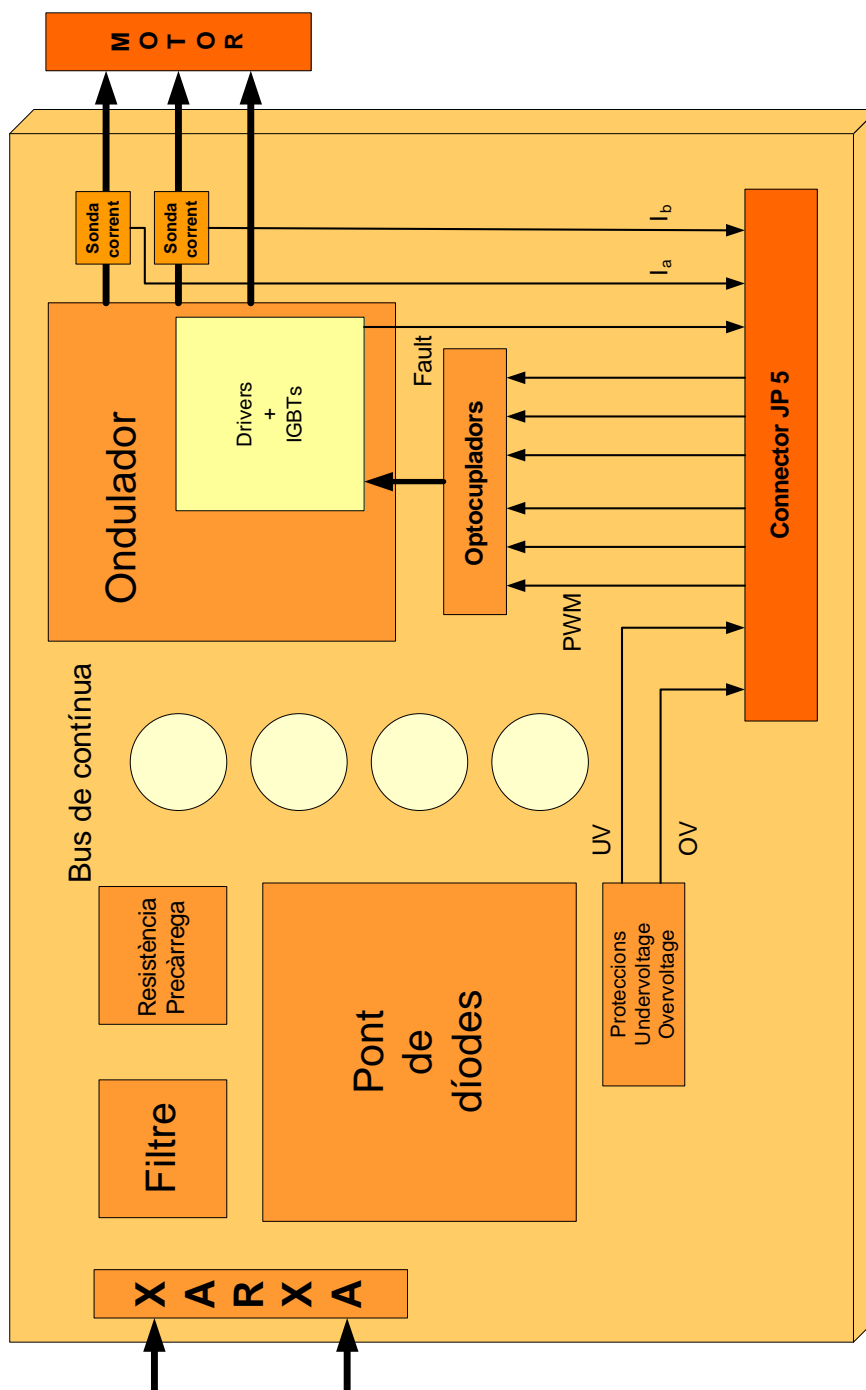 XARXA
Filtre
Resistència
Precàrrega
Pont
de
díodes
Proteccions
Undervoltage
Overvoltage
UV
OV
Bus de contínua
Ondulador
Drivers
+
IGBTs
Optocupladors
PWM
Fault
Connector JP 5
Sonda
corrent
Sonda
corrent
Ia
Ib
MOTOR